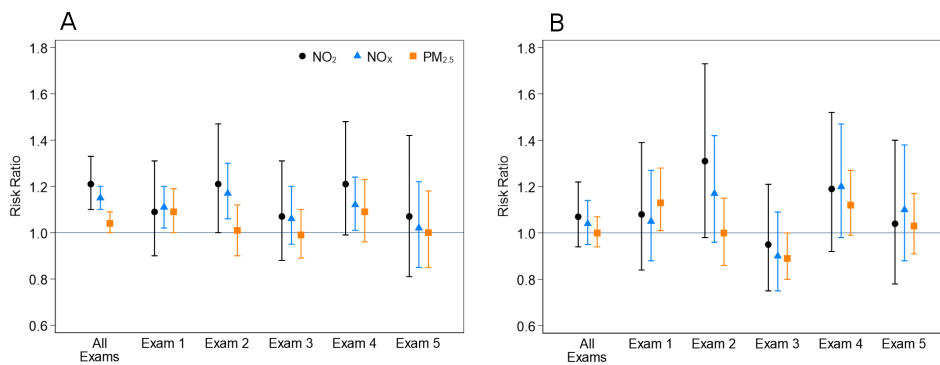 A
B
1.8
1.6
1.4
1.2
1.0
0.8
0.6
Risk Ratio
NO₂
NOₓ
PM₂.₅
All
Exams
Exam 1
Exam 2
Exam 3
Exam 4
Exam 5
1.8
1.6
1.4
1.2
1.0
0.8
0.6
Risk Ratio
All
Exams
Exam 1
Exam 2
Exam 3
Exam 4
Exam 5